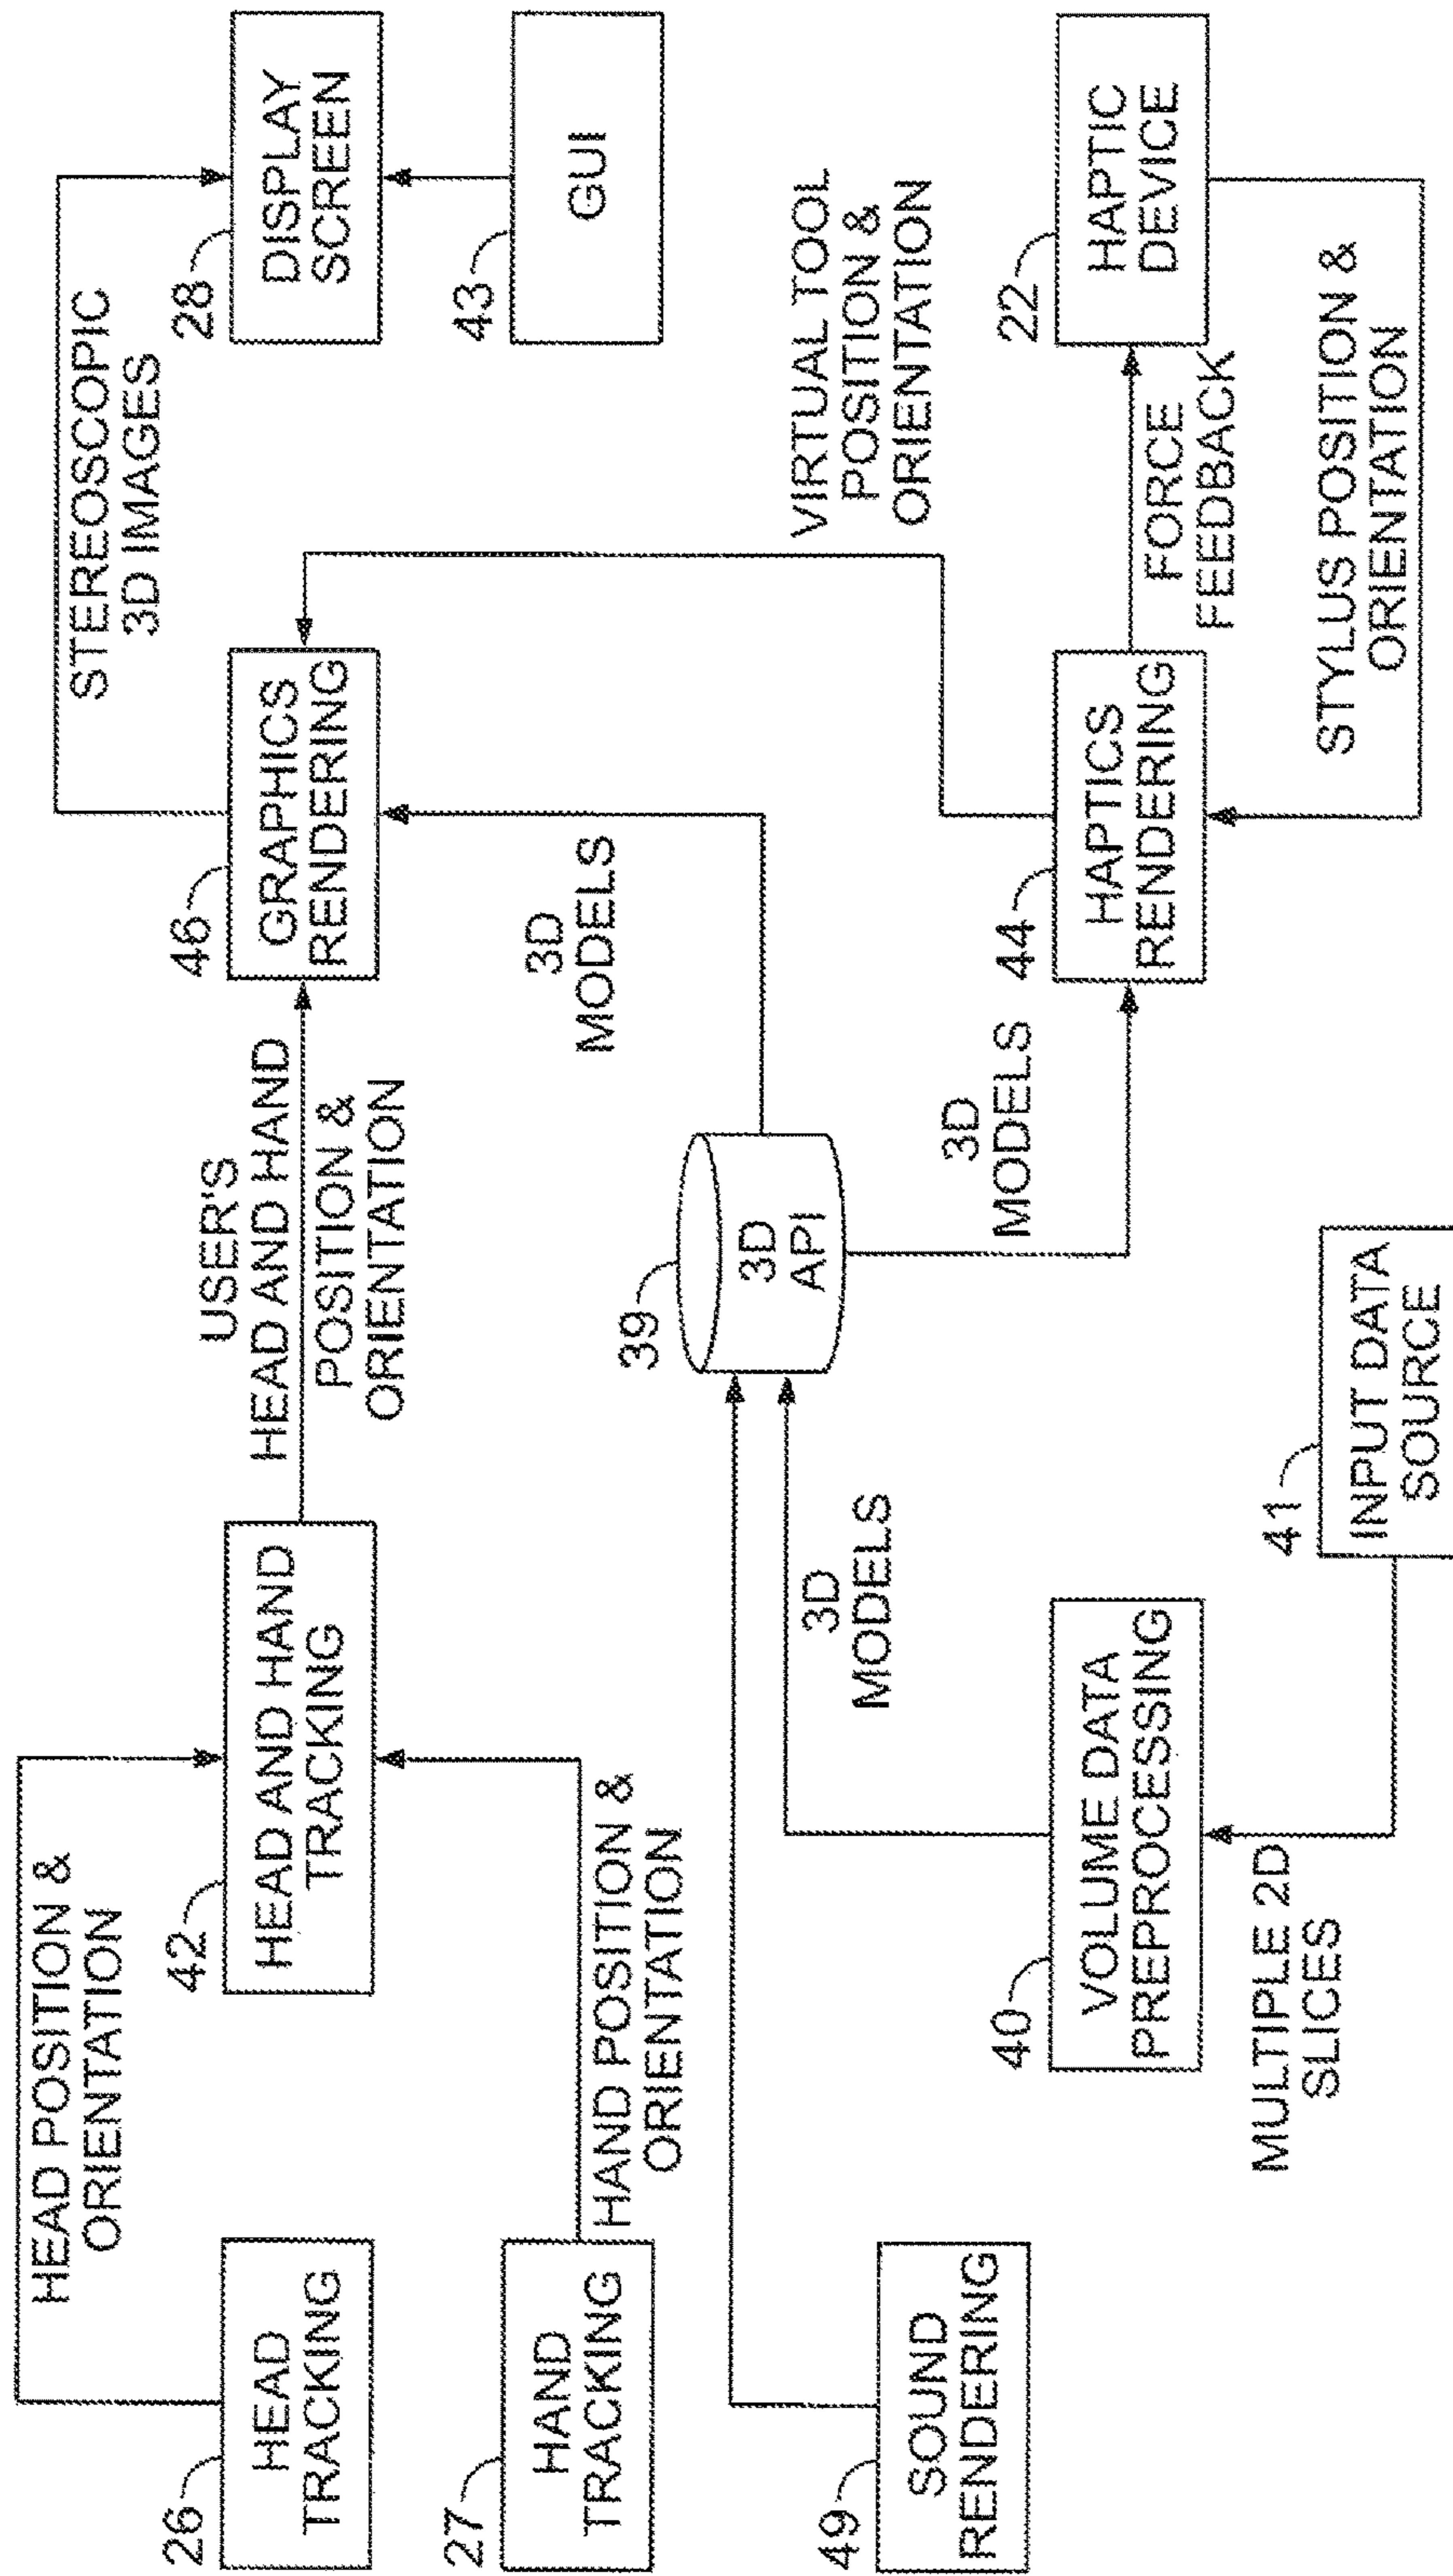 HEAD POSITION &
ORIENTATION
STEREOSCOPIC
3D IMAGES
26
HEAD
TRACKING
42
HEAD AND HAND
TRACKING
USER'S
HEAD AND HAND
POSITION &
ORIENTATION
46
GRAPHICS
RENDERING
28
DISPLAY
SCREEN
27
HAND
TRACKING
HAND POSITION &
ORIENTATION
43
GUI
3D
MODELS
39
3D
API
VIRTUAL TOOL
POSITION &
ORIENTATION
49
SOUND
RENDERING
3D
MODELS
3D
MODELS
40
VOLUME DATA
PREPROCESSING
44
HAPTICS
RENDERING
FORCE
FEEDBACK
22
HAPTIC
DEVICE
MULTIPLE 2D
SLICES
41
INPUT DATA
SOURCE
STYLUS POSITION &
ORIENTATION